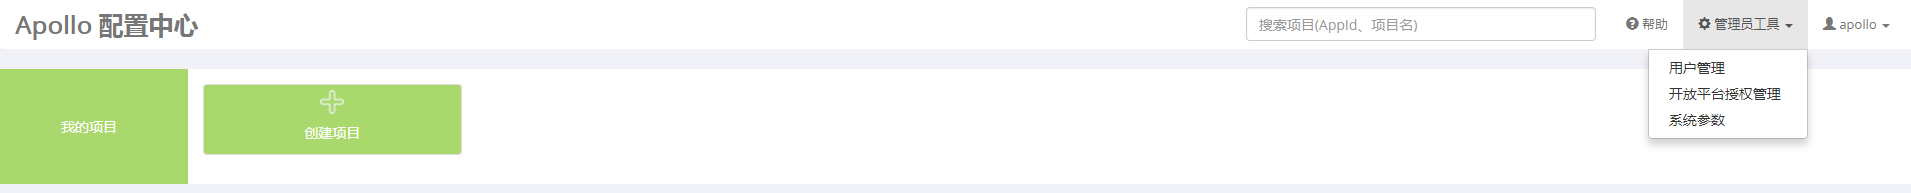 Apollo 配置中心
搜索项目(AppId、项目名)
帮助
管理员工具
apollo
用户管理
开放平台授权管理
系统参数
我的项目
创建项目